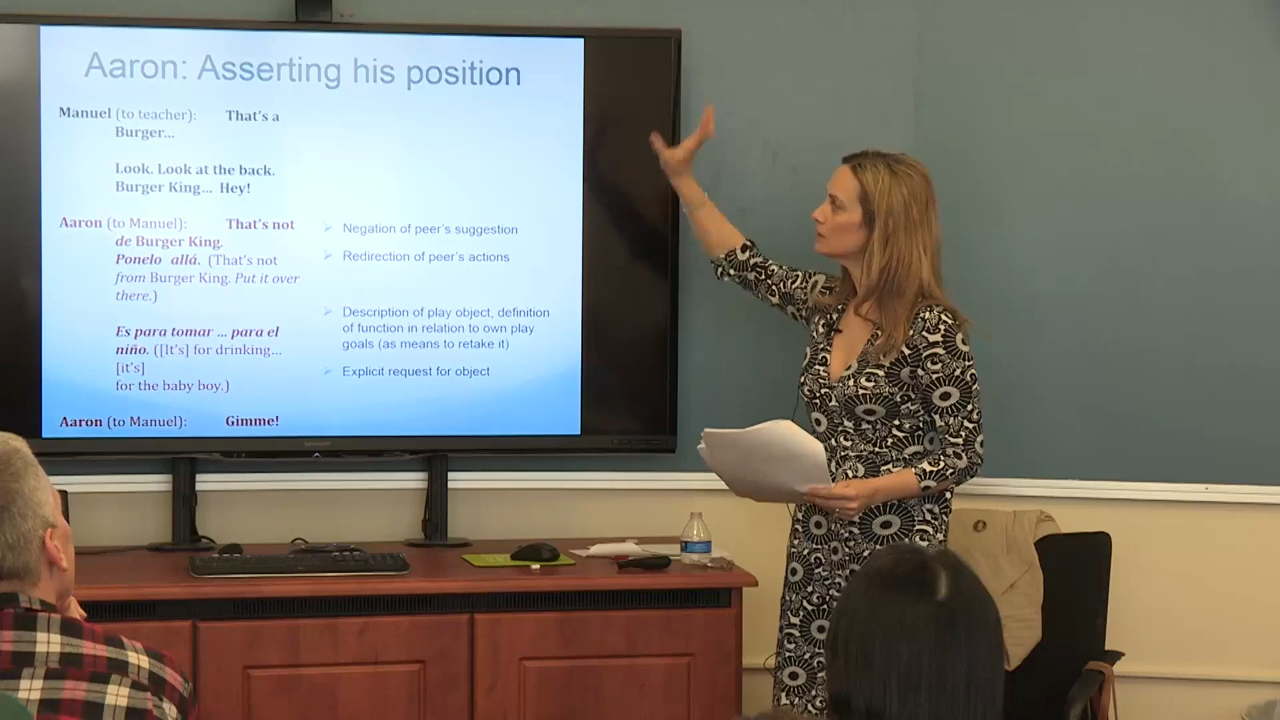 Aaron: Asserting his position
Manuel (to teacher): That's a
Burger...
Look. Look at the back.
Burger King... Hey!
Aaron (to Manuel): That's not
de Burger King.
Ponelo allá. (That's not
from Burger King. Put it over
there.)
Es para tomar ... para el
niño. ([It's] for drinking...
[it's]
for the baby boy.)
Aaron (to Manuel): Gimme!
Negation of peer's suggestion
Redirection of peer's actions
Description of play object, definition
of function in relation to own play
goals (as means to retake it)
Explicit request for object